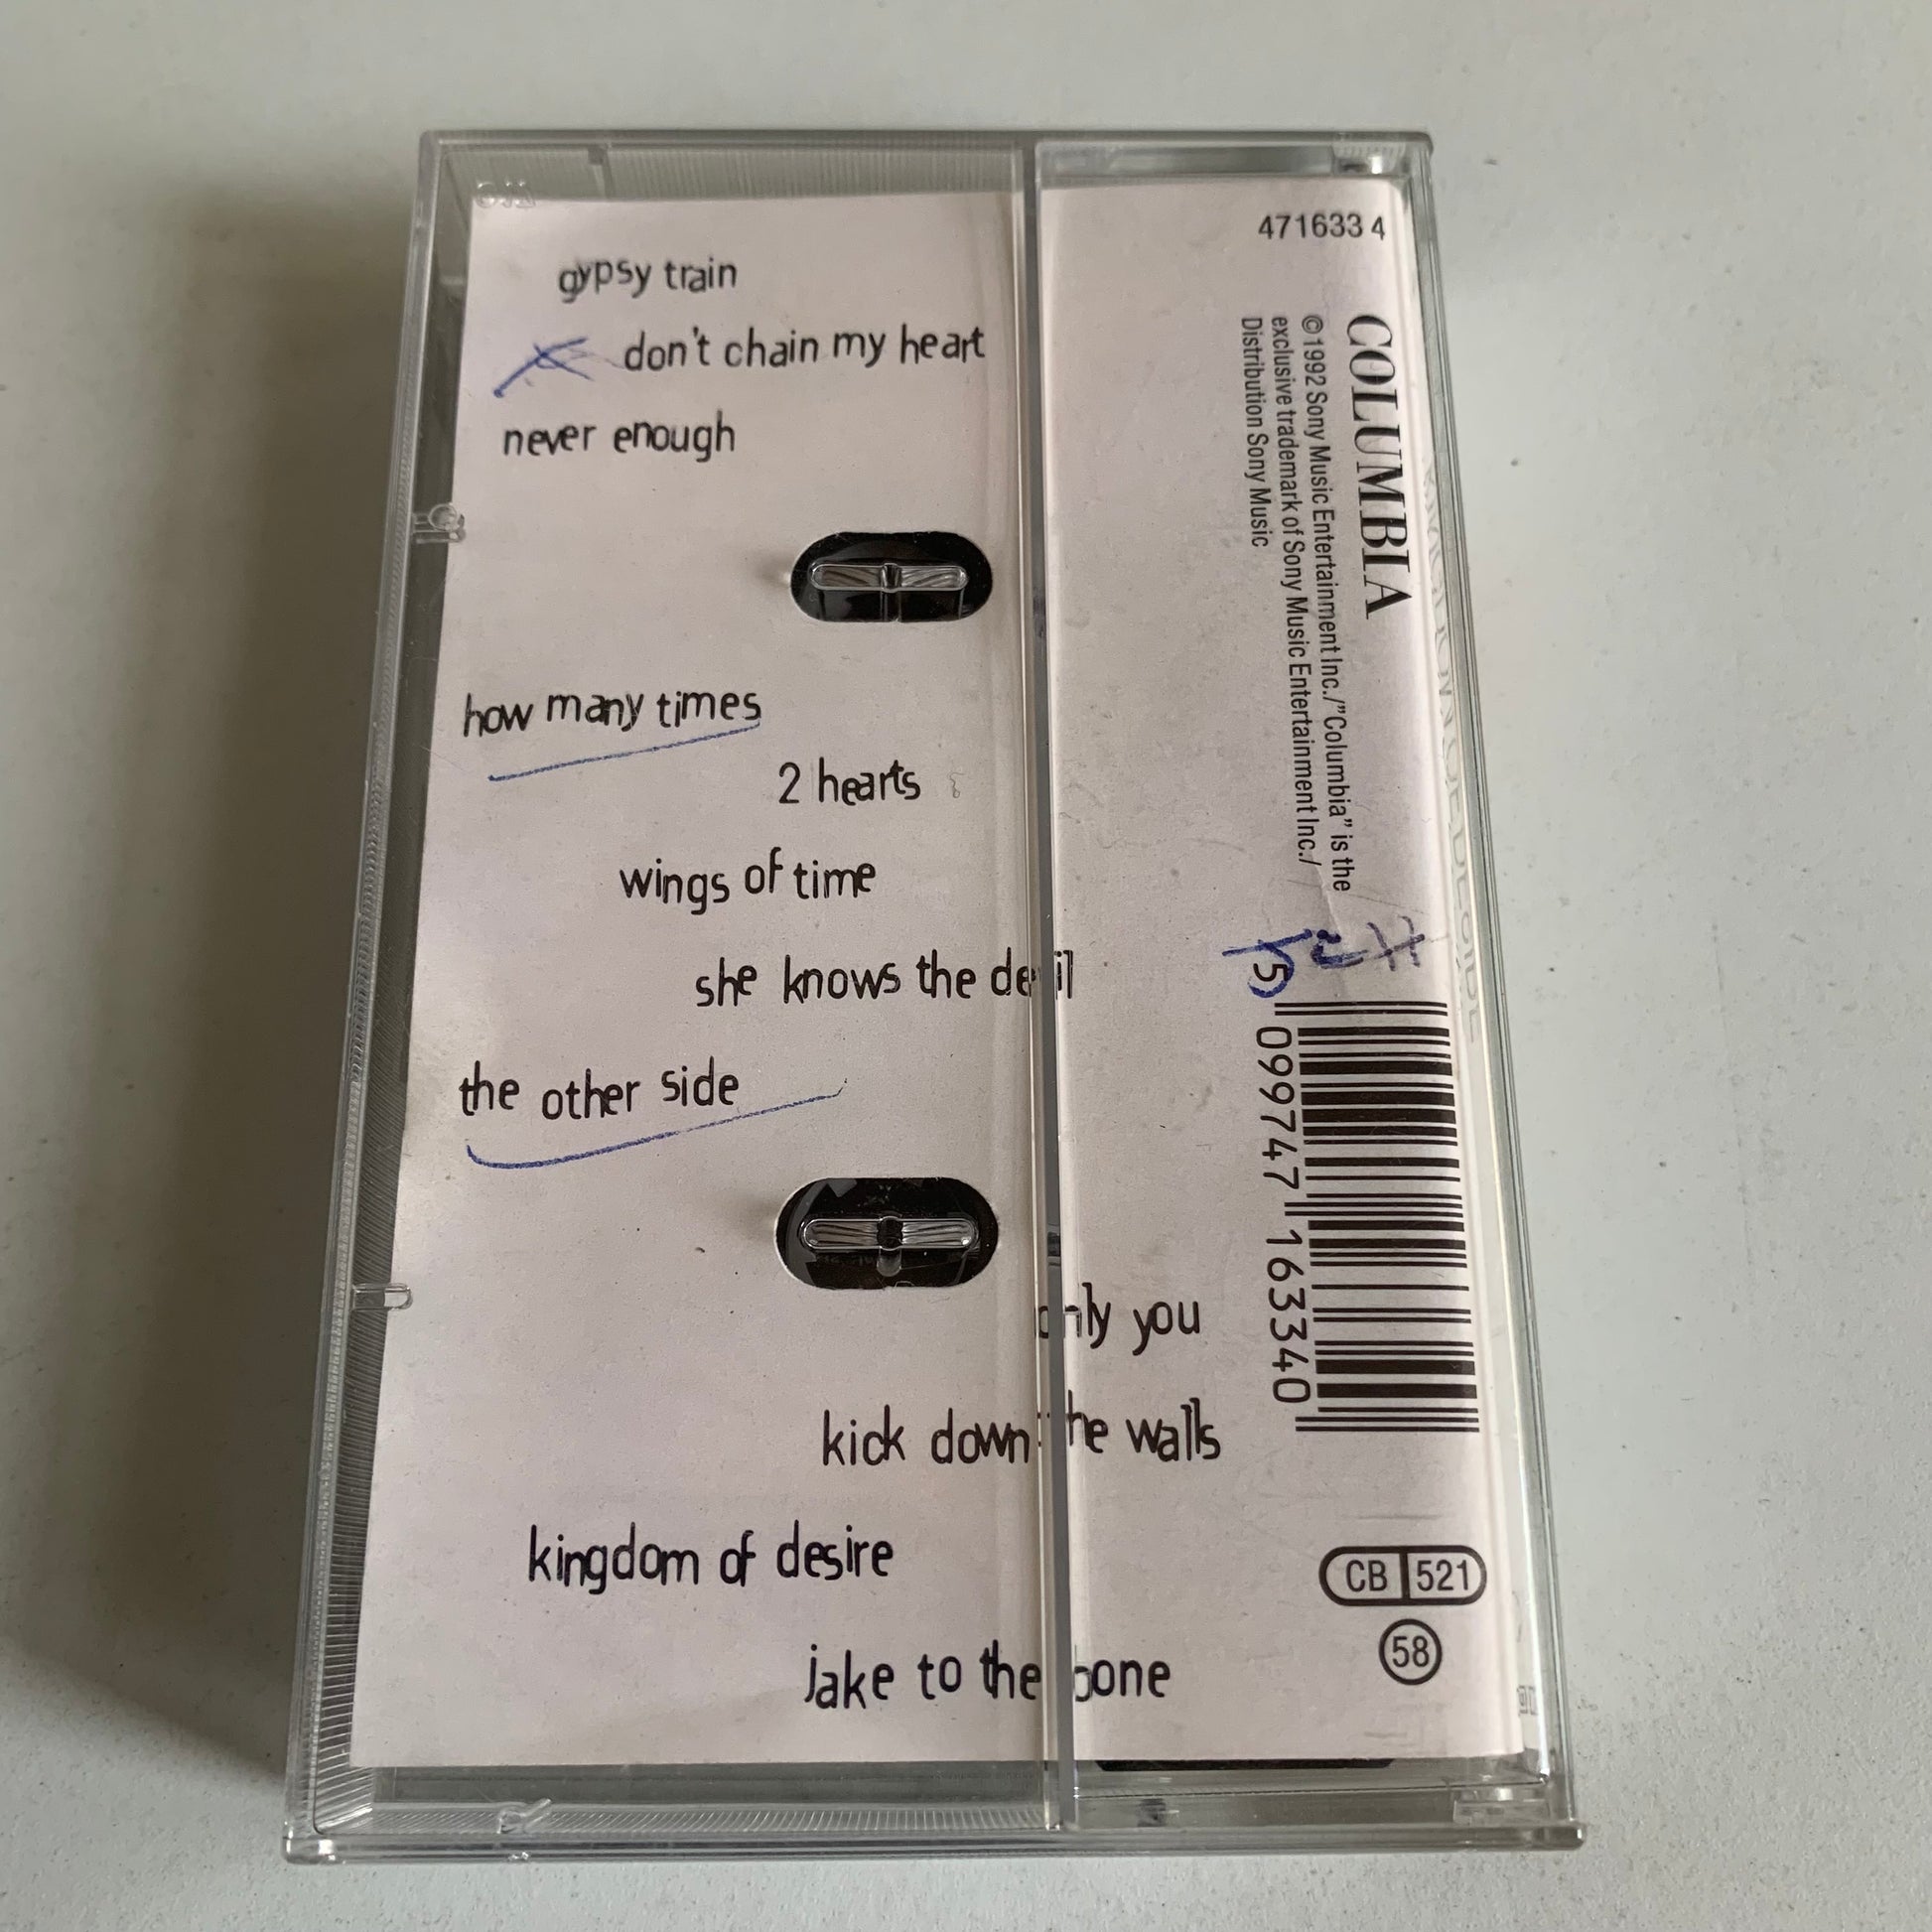 gypsy train
don't chain my heart
never enough
how many times
2 hearts
wings of time
she knows the devil
the other side
only you
kick down the walls
kingdom of desire
jake to the bone
471633 4
COLUMBIA
©1992 Sony Music Entertainment Inc./"Columbia" is the
exclusive trademark of Sony Music Entertainment Inc./
Distribution Sony Music
5 099747 163340
CB 521
58